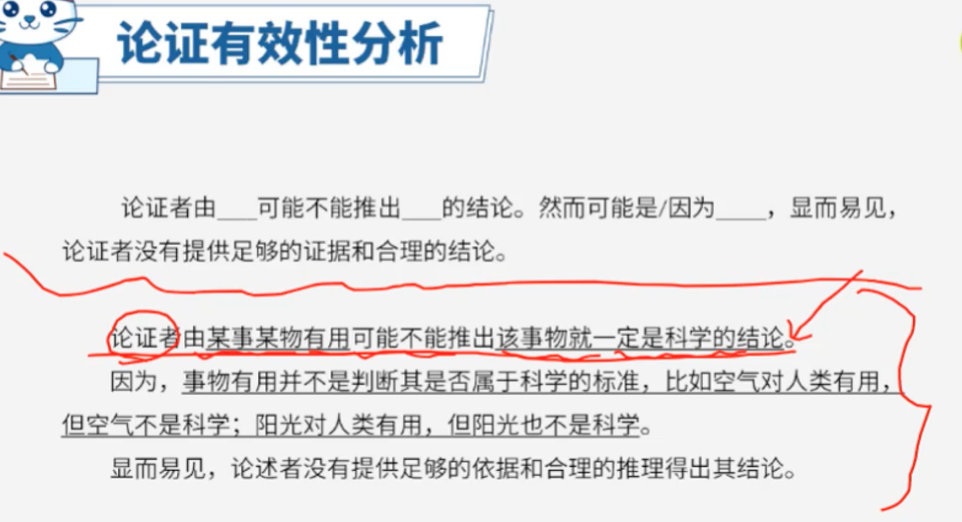 论证有效性分析
论证者由___可能不能推出___的结论。然而可能是/因为____，显而易见，
论证者没有提供足够的证据和合理的结论。
论证者由某事某物有用可能不能推出该事物就一定是科学的结论。
因为，事物有用并不是判断其是否属于科学的标准，比如空气对人类有用，
但空气不是科学；阳光对人类有用，但阳光也不是科学。
显而易见，论述者没有提供足够的依据和合理的推理得出其结论。